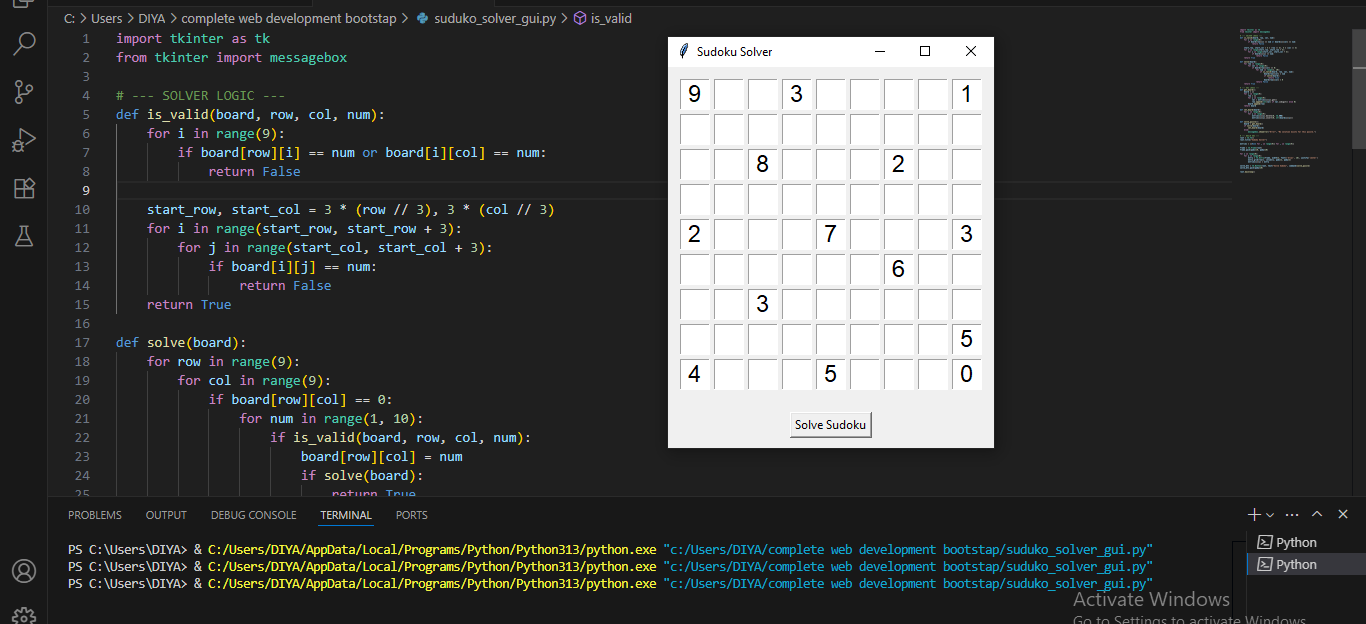 C: > Users > DIYA > complete web development bootstap > suduko_solver_gui.py > is_valid
1 import tkinter as tk
2 from tkinter import messagebox
3
4 # --- SOLVER LOGIC ---
5 def is_valid(board, row, col, num):
6 for i in range(9):
7 if board[row][i] == num or board[i][col] == num:
8 return False
9
10 start_row, start_col = 3 * (row // 3), 3 * (col // 3)
11 for i in range(start_row, start_row + 3):
12 for j in range(start_col, start_col + 3):
13 if board[i][j] == num:
14 return False
15 return True
16
17 def solve(board):
18 for row in range(9):
19 for col in range(9):
20 if board[row][col] == 0:
21 for num in range(1, 10):
22 if is_valid(board, row, col, num):
23 board[row][col] = num
24 if solve(board):
25 return True
Sudoku Solver
9 3 1
8 2
2 7 3
6
3
5
4 5 0
Solve Sudoku
PROBLEMS OUTPUT DEBUG CONSOLE TERMINAL PORTS
PS C:\Users\DIYA> & C:/Users/DIYA/AppData/Local/Programs/Python/Python313/python.exe "c:/Users/DIYA/complete web development bootstap/suduko_solver_gui.py"
PS C:\Users\DIYA> & C:/Users/DIYA/AppData/Local/Programs/Python/Python313/python.exe "c:/Users/DIYA/complete web development bootstap/suduko_solver_gui.py"
PS C:\Users\DIYA> & C:/Users/DIYA/AppData/Local/Programs/Python/Python313/python.exe "c:/Users/DIYA/complete web development bootstap/suduko_solver_gui.py"
Python
Python
Activate Windows
Go to Settings to activate Windows.